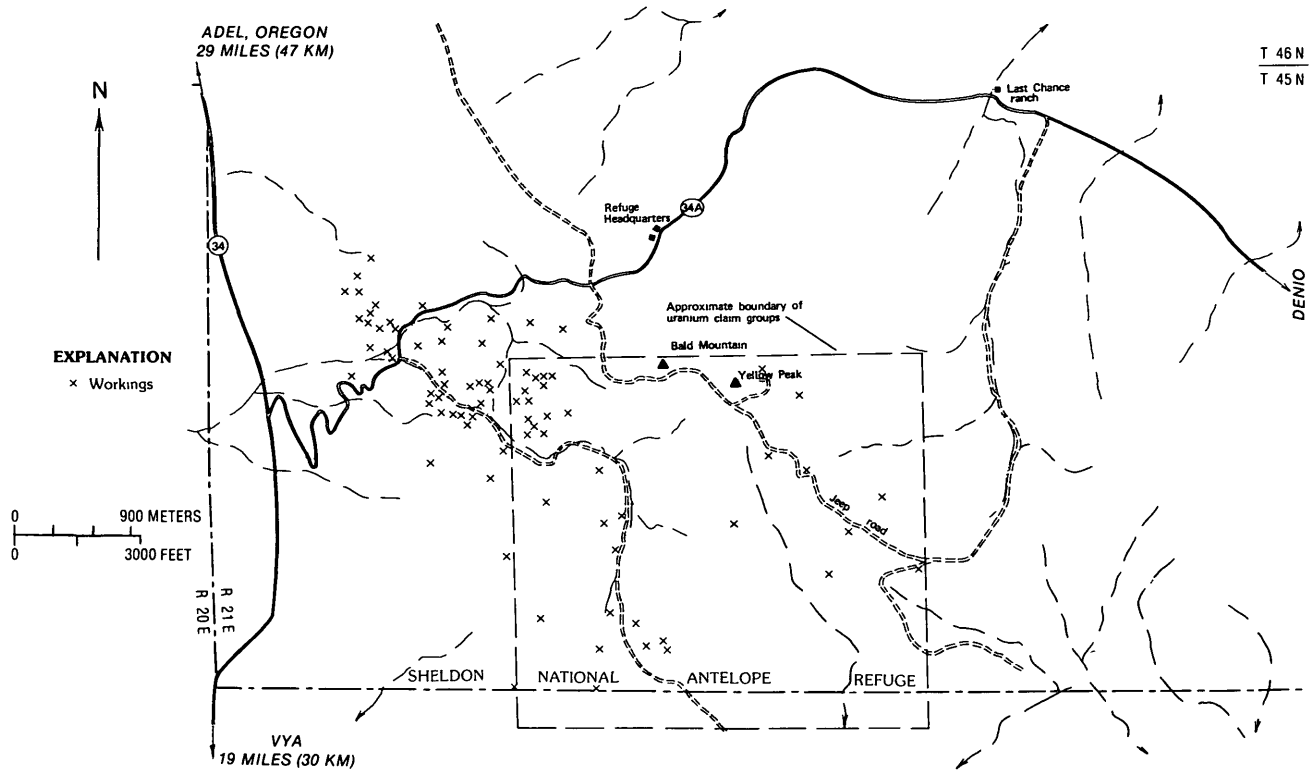 ADEL, OREGON
29 MILES (47 KM)
T 46 N
T 45 N
N
Last Chance
ranch
Refuge
Headquarters
34A
34
DENIO
Approximate boundary of
uranium claim groups
Bald Mountain
EXPLANATION
× Workings
Yellow Peak
Jeep road
0 900 METERS
0 3000 FEET
R 20 E
R 21 E
SHELDON NATIONAL ANTELOPE REFUGE
VYA
19 MILES (30 KM)